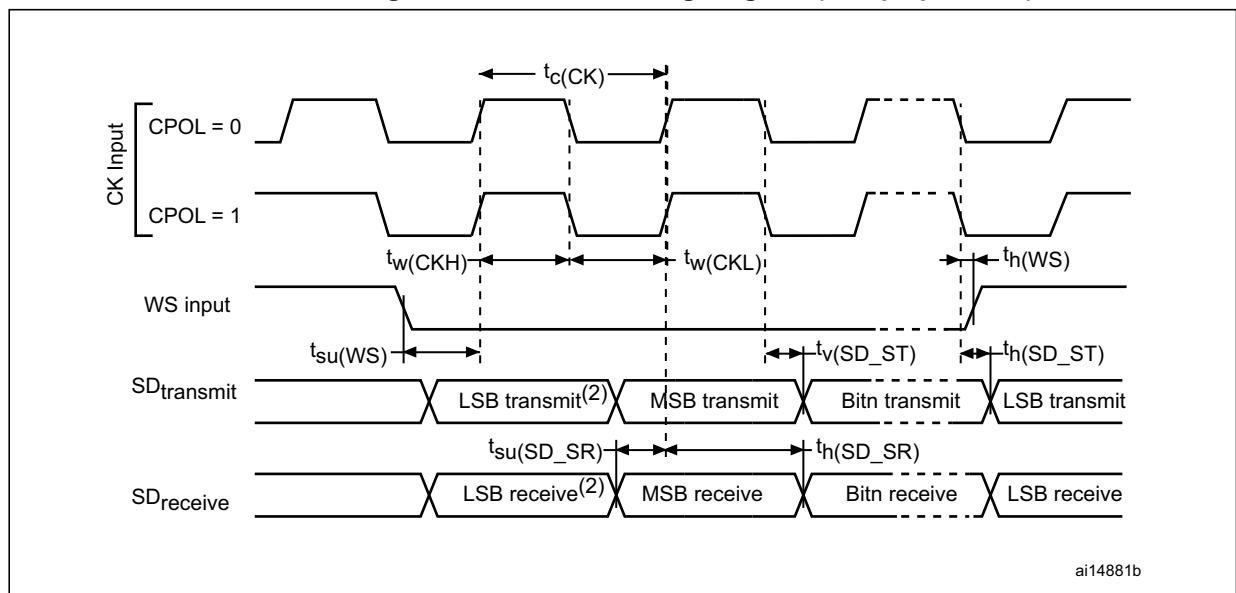 tc(CK)
CK Input
CPOL = 0
CPOL = 1
tw(CKH)
tw(CKL)
th(WS)
WS input
tsu(WS)
tv(SD_ST)
th(SD_ST)
SDtransmit
LSB transmit(2)
MSB transmit
Bitn transmit
LSB transmit
tsu(SD_SR)
th(SD_SR)
SDreceive
LSB receive(2)
MSB receive
Bitn receive
LSB receive
ai14881b